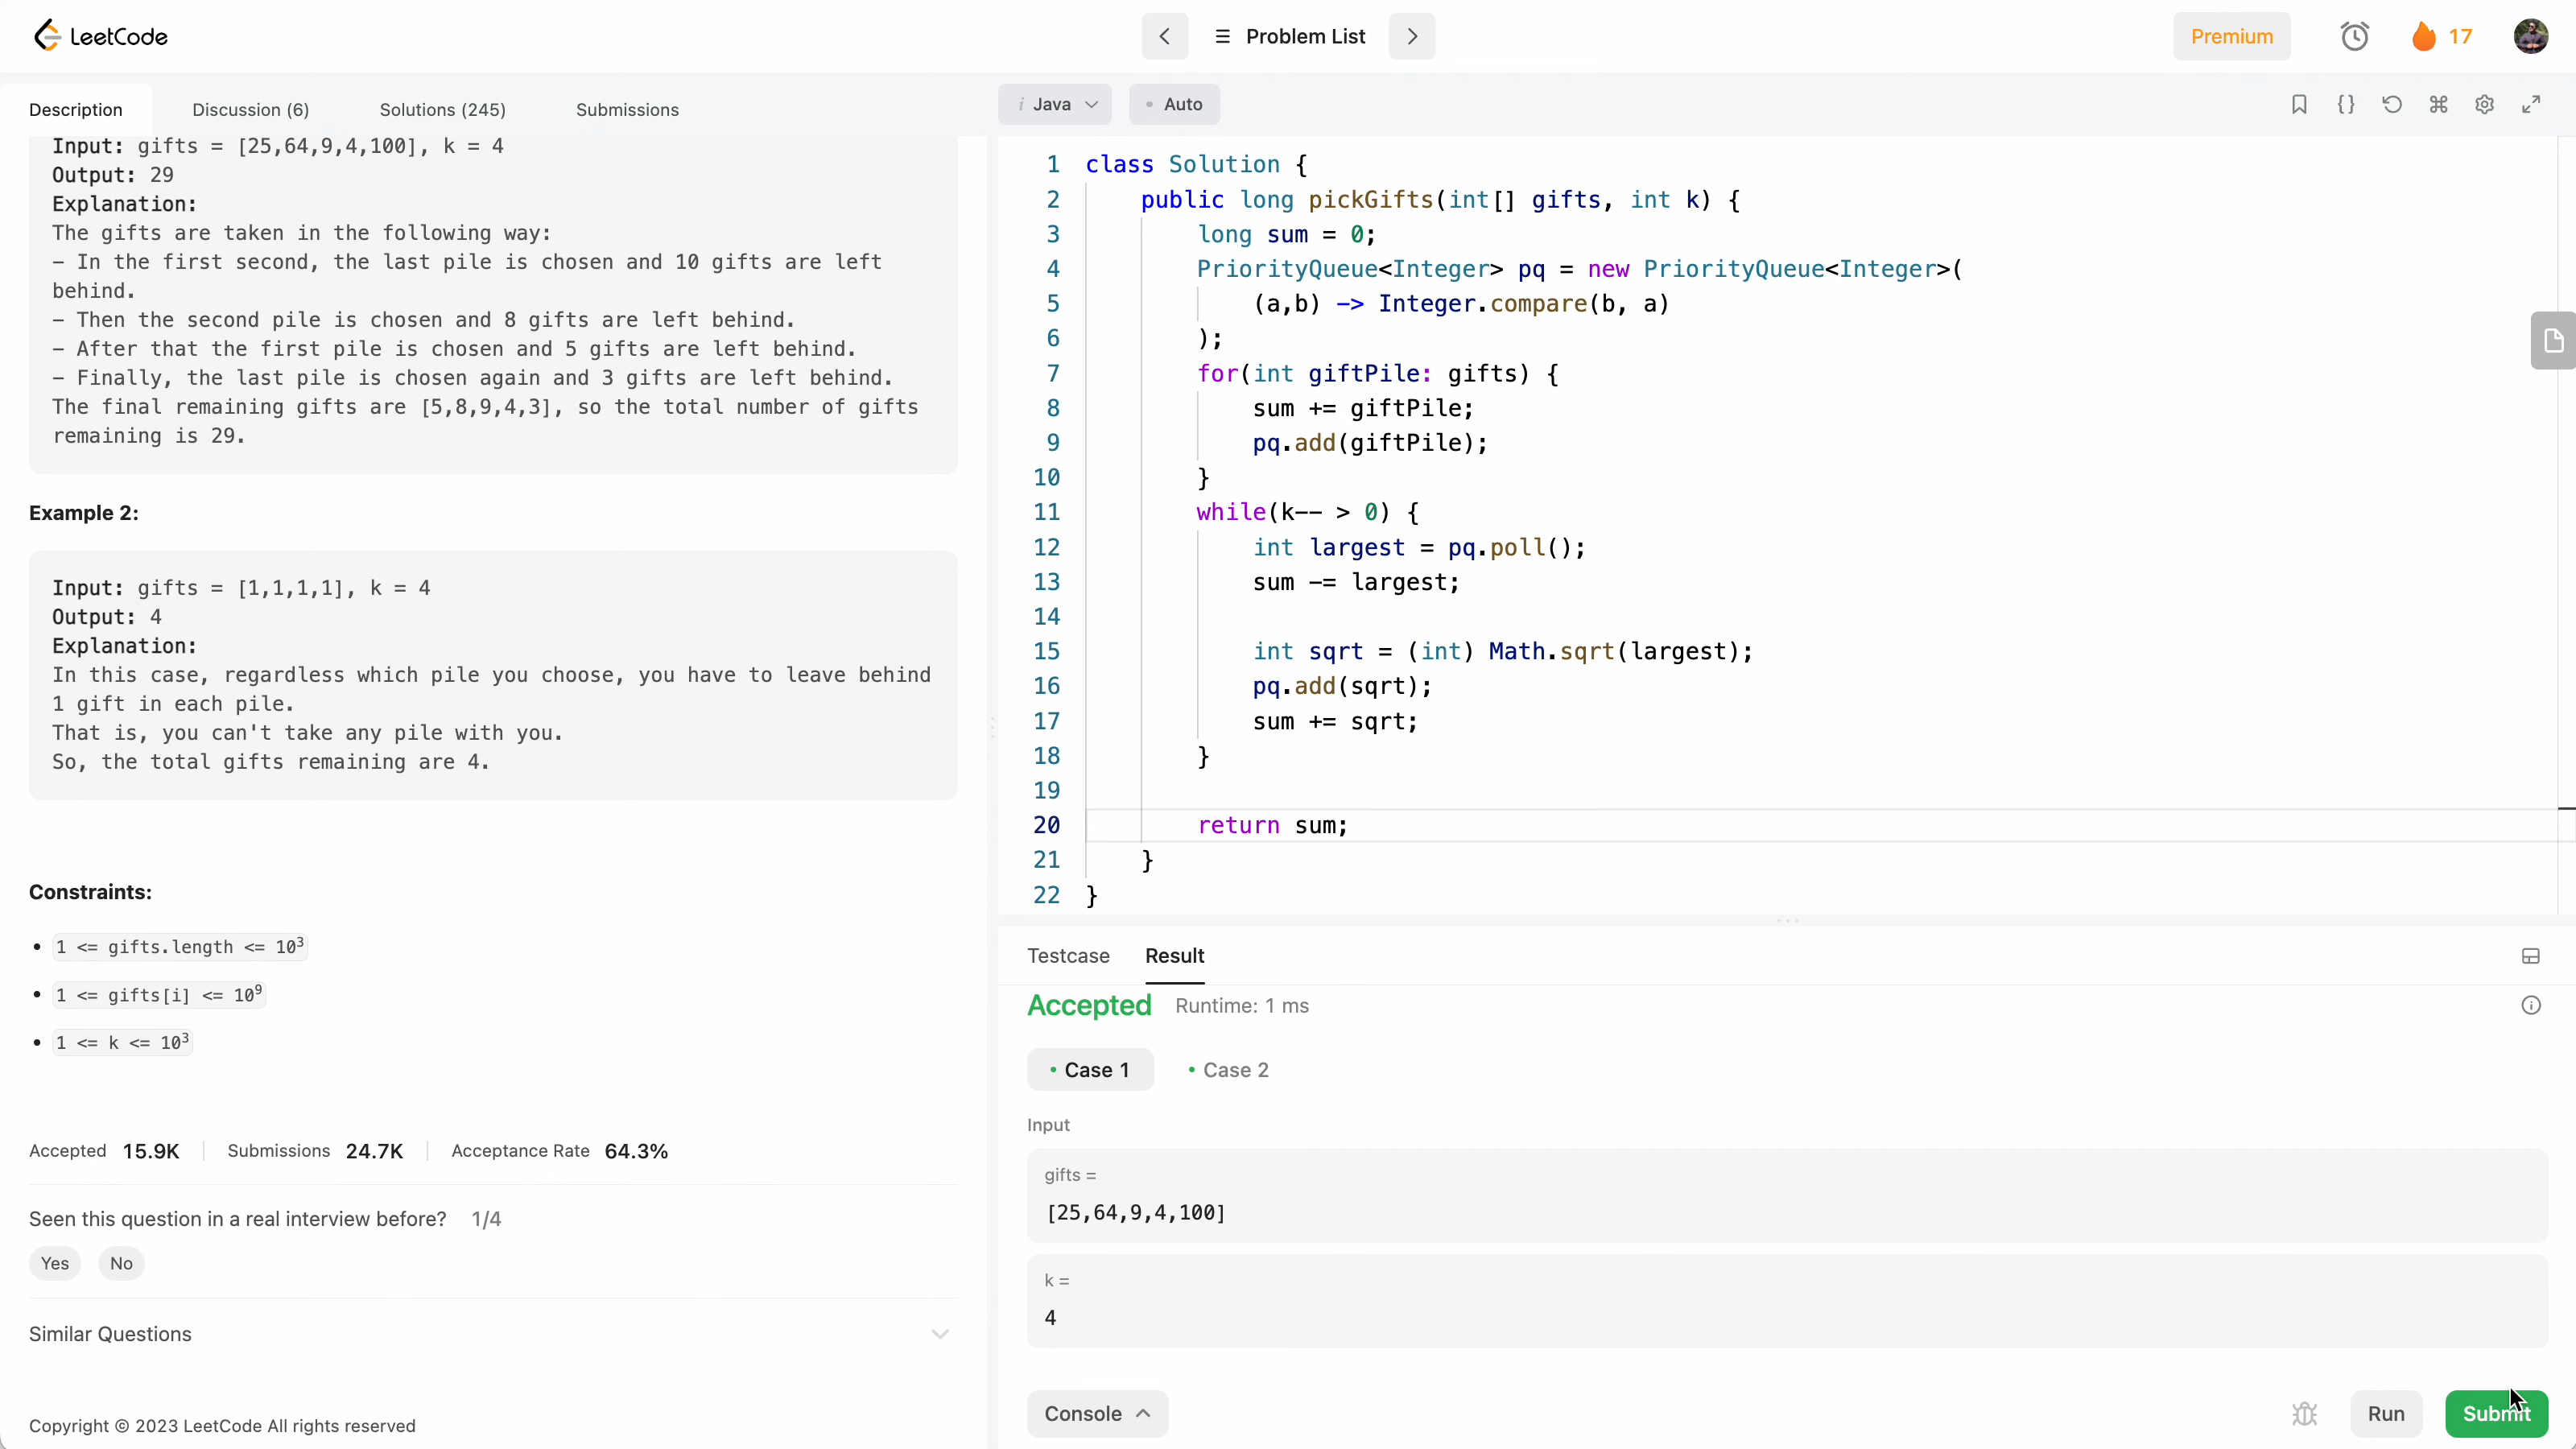 LeetCode
Problem List
Premium
17
Description
Discussion (6)
Solutions (245)
Submissions
Input: gifts = [25,64,9,4,100], k = 4
Output: 29
Explanation:
The gifts are taken in the following way:
- In the first second, the last pile is chosen and 10 gifts are left
behind.
- Then the second pile is chosen and 8 gifts are left behind.
- After that the first pile is chosen and 5 gifts are left behind.
- Finally, the last pile is chosen again and 3 gifts are left behind.
The final remaining gifts are [5,8,9,4,3], so the total number of gifts
remaining is 29.
Example 2:
Input: gifts = [1,1,1,1], k = 4
Output: 4
Explanation:
In this case, regardless which pile you choose, you have to leave behind
1 gift in each pile.
That is, you can't take any pile with you.
So, the total gifts remaining are 4.
Constraints:
• 1 <= gifts.length <= 10³
• 1 <= gifts[i] <= 10⁹
• 1 <= k <= 10³
Accepted 15.9K
Submissions 24.7K
Acceptance Rate 64.3%
Seen this question in a real interview before? 1/4
Yes
No
Similar Questions
Copyright © 2023 LeetCode All rights reserved
i Java
• Auto
{}
1 class Solution {
2 public long pickGifts(int[] gifts, int k) {
3 long sum = 0;
4 PriorityQueue<Integer> pq = new PriorityQueue<Integer>(
5 (a,b) -> Integer.compare(b, a)
6 );
7 for(int giftPile: gifts) {
8 sum += giftPile;
9 pq.add(giftPile);
10 }
11 while(k-- > 0) {
12 int largest = pq.poll();
13 sum -= largest;
14
15 int sqrt = (int) Math.sqrt(largest);
16 pq.add(sqrt);
17 sum += sqrt;
18 }
19
20 return sum;
21 }
22 }
Testcase
Result
Accepted
Runtime: 1 ms
• Case 1
• Case 2
Input
gifts =
[25,64,9,4,100]
k =
4
Console
Run
Submit